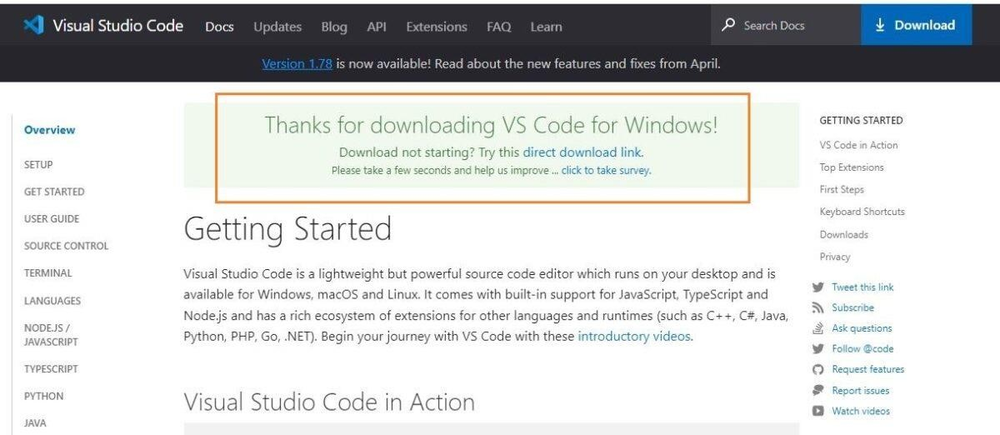 Visual Studio Code Docs Updates Blog API Extensions FAQ Learn Search Docs Download
Version 1.78 is now available! Read about the new features and fixes from April.
Overview
SETUP
GET STARTED
USER GUIDE
SOURCE CONTROL
TERMINAL
LANGUAGES
NODE.JS /
JAVASCRIPT
TYPESCRIPT
PYTHON
JAVA
Thanks for downloading VS Code for Windows!
Download not starting? Try this direct download link.
Please take a few seconds and help us improve ... click to take survey.
Getting Started
Visual Studio Code is a lightweight but powerful source code editor which runs on your desktop and is
available for Windows, macOS and Linux. It comes with built-in support for JavaScript, TypeScript and
Node.js and has a rich ecosystem of extensions for other languages and runtimes (such as C++, C#, Java,
Python, PHP, Go, .NET). Begin your journey with VS Code with these introductory videos.
Visual Studio Code in Action
GETTING STARTED
VS Code in Action
Top Extensions
First Steps
Keyboard Shortcuts
Downloads
Privacy
Tweet this link
Subscribe
Ask questions
Follow @code
Request features
Report issues
Watch videos